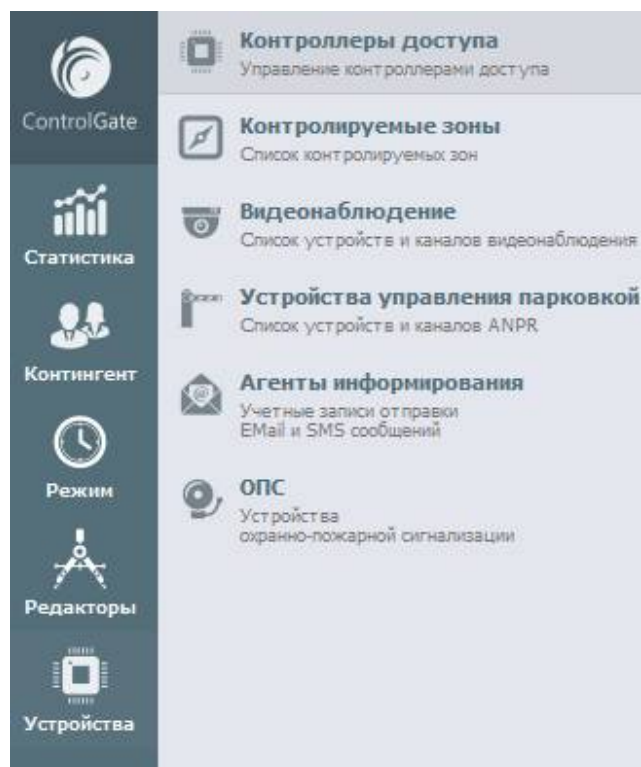 ControlGate
Статистика
Контингент
Режим
Редакторы
Устройства
Контроллеры доступа
Управление контроллерами доступа
Контролируемые зоны
Список контролируемых зон
Видеонаблюдение
Список устройств и каналов видеонаблюдения
Устройства управления парковкой
Список устройств и каналов ANPR
Агенты информирования
Учетные записи отправки
EMail и SMS сообщений
ОПС
Устройства
охранно-пожарной сигнализации